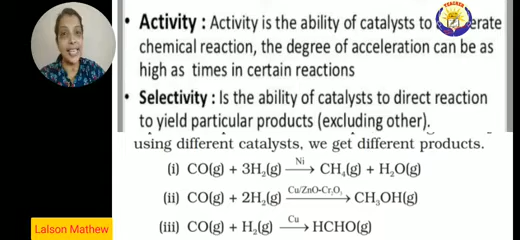 • Activity : Activity is the ability of catalysts to
chemical reaction, the degree of acceleration can be as
high as times in certain reactions
• Selectivity : Is the ability of catalysts to direct reaction
to yield particular products (excluding other).
using different catalysts, we get different products.
(i) CO(g) + 3H₂(g) —Ni→ CH₄(g) + H₂O(g)
(ii) CO(g) + 2H₂(g) —Cu/ZnO-Cr₂O₃→ CH₃OH(g)
(iii) CO(g) + H₂(g) —Cu→ HCHO(g)
Lalson Mathew